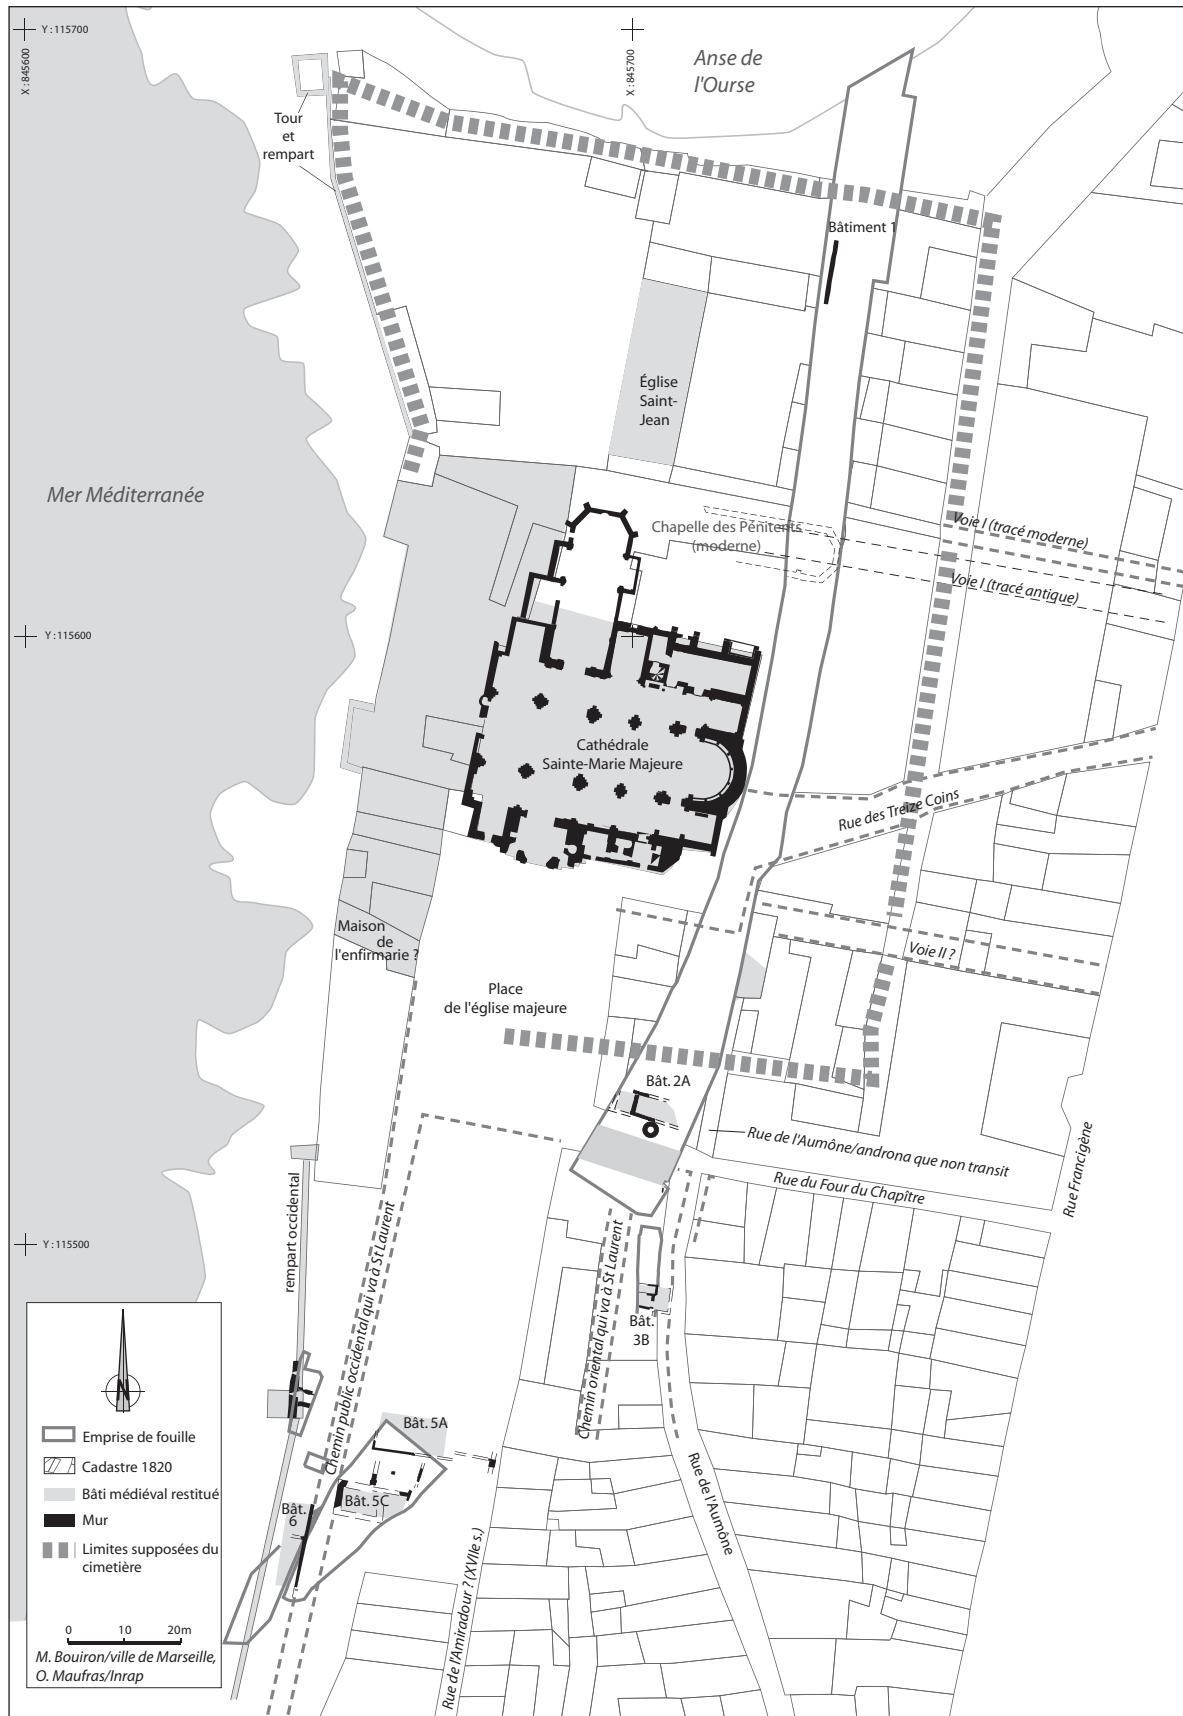 Y : 115700
X : 845600
X : 845700
Anse de
l'Ourse
Tour
et
rempart
Bâtiment 1
Église
Saint-
Jean
Mer Méditerranée
Chapelle des Pénitents
(moderne)
Voie I (tracé moderne)
Voie I (tracé antique)
Y : 115600
Cathédrale
Sainte-Marie Majeure
Rue des Treize Coins
Maison
de
l'enfirmarie ?
Voie II ?
Place
de l'église majeure
Bât. 2A
Rue de l'Aumône/androna que non transit
Rue du Four du Chapître
Rue Francigène
rempart occidental
Chemin public occidental qui va à St Laurent
Chemin oriental qui va à St Laurent
Y : 115500
Bât.
3B
Bât. 5A
Bât. 5C
Bât.
6
Rue de l'Aumône
Rue de l'Amiradour ? (XVIIe s.)
N
Emprise de fouille
Cadastre 1820
Bâti médiéval restitué
Mur
Limites supposées du
cimetière
0 10 20m
M. Bouiron/ville de Marseille,
O. Maufras/Inrap